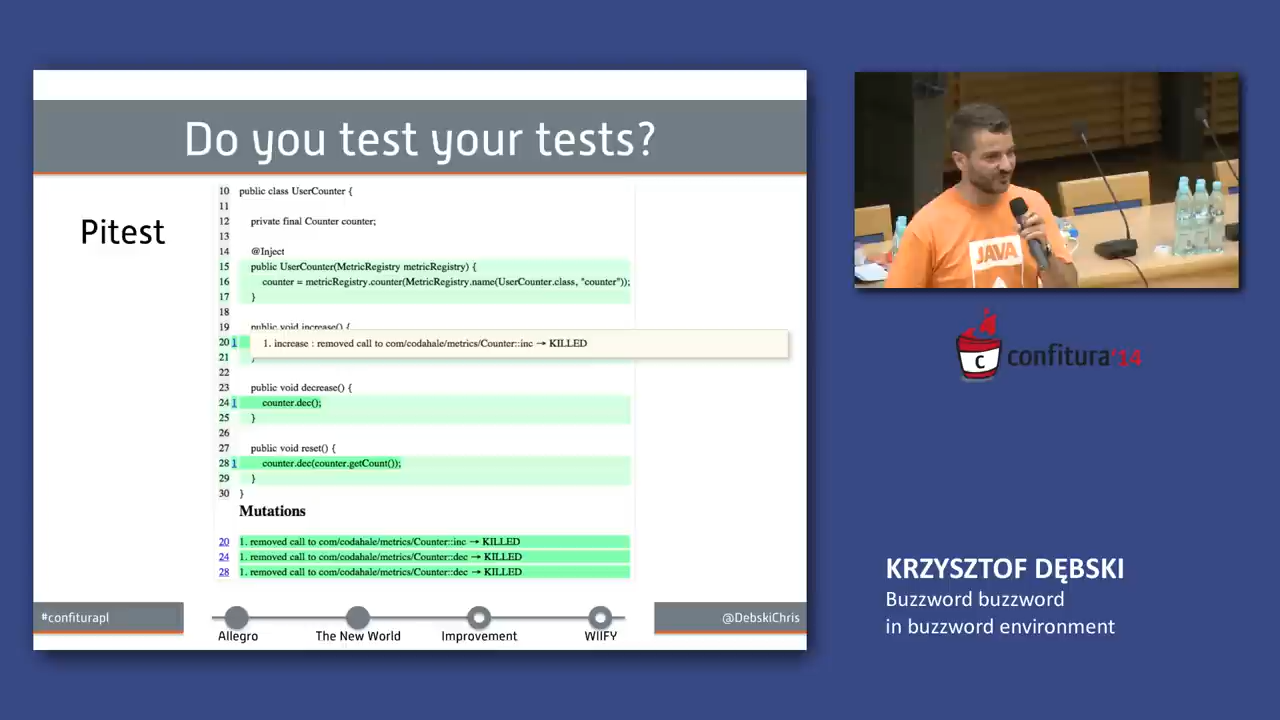 Do you test your tests?
Pitest
10 public class UserCounter {
11
12 private final Counter counter;
13
14 @Inject
15 public UserCounter(MetricRegistry metricRegistry) {
16 counter = metricRegistry.counter(MetricRegistry.name(UserCounter.class, "counter"));
17 }
18
19 public void increase() {
20 1
1. increase : removed call to com/codahale/metrics/Counter::inc → KILLED
21 }
22
23 public void decrease() {
24 1 counter.dec();
25 }
26
27 public void reset() {
28 1 counter.dec(counter.getCount());
29 }
30 }
Mutations
20 1. removed call to com/codahale/metrics/Counter::inc → KILLED
24 1. removed call to com/codahale/metrics/Counter::dec → KILLED
28 1. removed call to com/codahale/metrics/Counter::dec → KILLED
#confiturapl
Allegro
The New World
Improvement
WIIFY
@DebskiChris
JAVA
C
confitura'14
KRZYSZTOF DĘBSKI
Buzzword buzzword
in buzzword environment